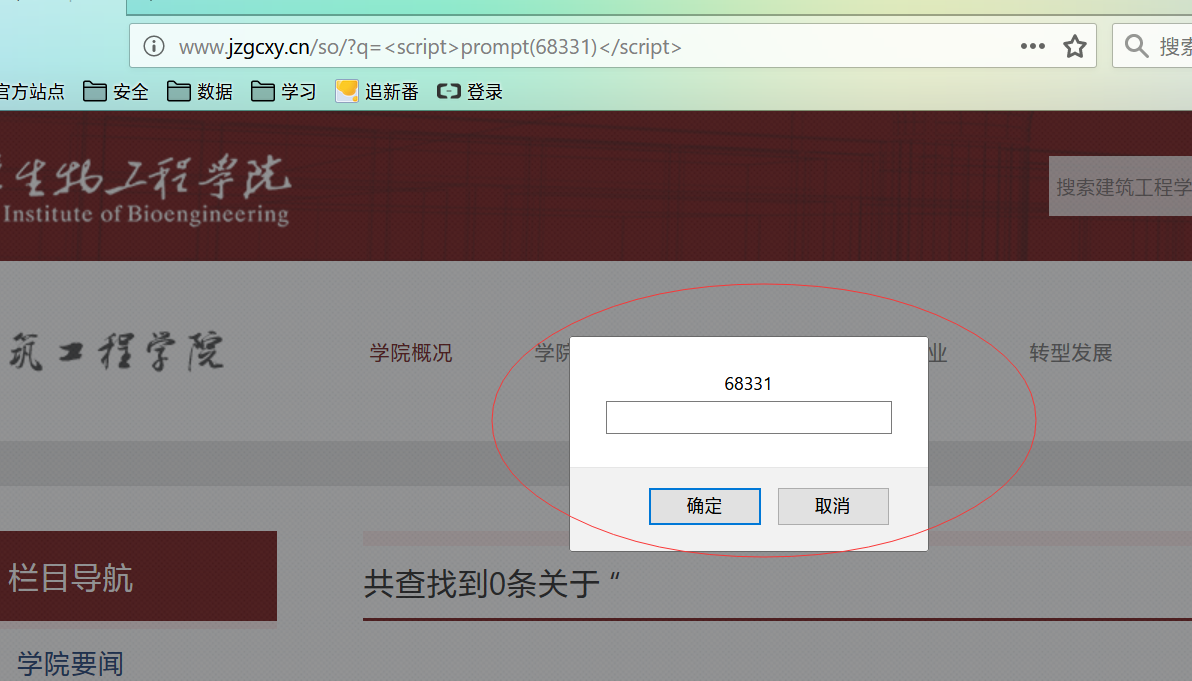 www.jzgcxy.cn/so/?q=<script>prompt(68331)</script>
搜索
官方站点 安全 数据 学习 追新番 登录
生物工程学院
Institute of Bioengineering
搜索建筑工程学
筑工程学院
学院概况 学院 业 转型发展
68331
确定 取消
栏目导航
共查找到0条关于 “
学院要闻